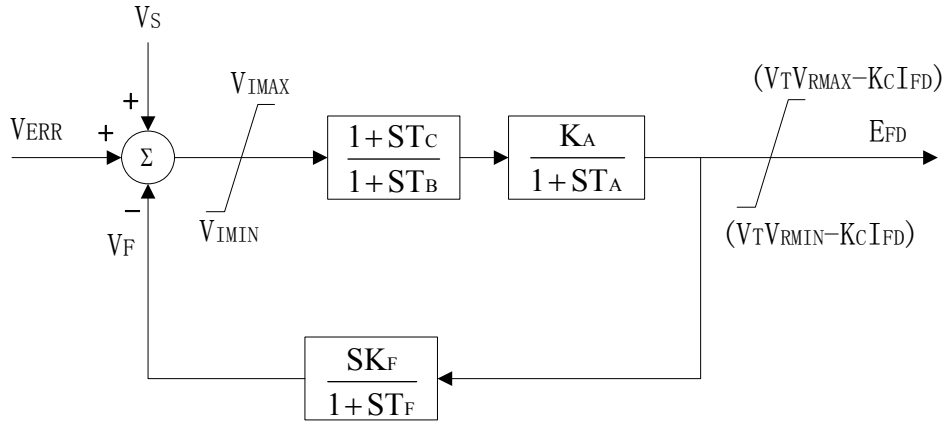 VS
(VTVRMAX-KCIFD)
VIMAX
+
VERR
+
Σ
1+STC
1+STB
KA
1+STA
EFD
−
VF
VIMIN
(VTVRMIN-KCIFD)
SKF
1+STF